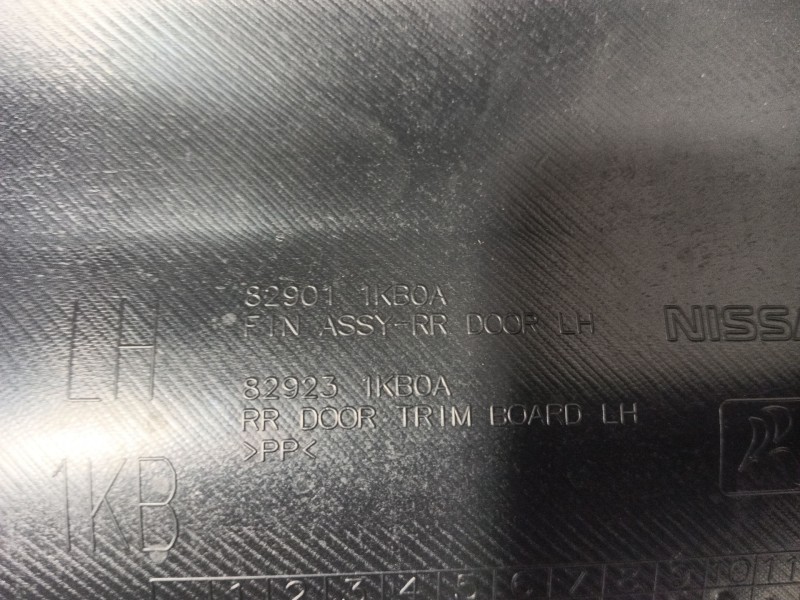 82901 1KB0A
FIN ASSY-RR DOOR LH
NISSA
LH
82923 1KB0A
RR DOOR TRIM BOARD LH
>PP<
1KB
1 2 3 4 5 6 7 8 9 10 11